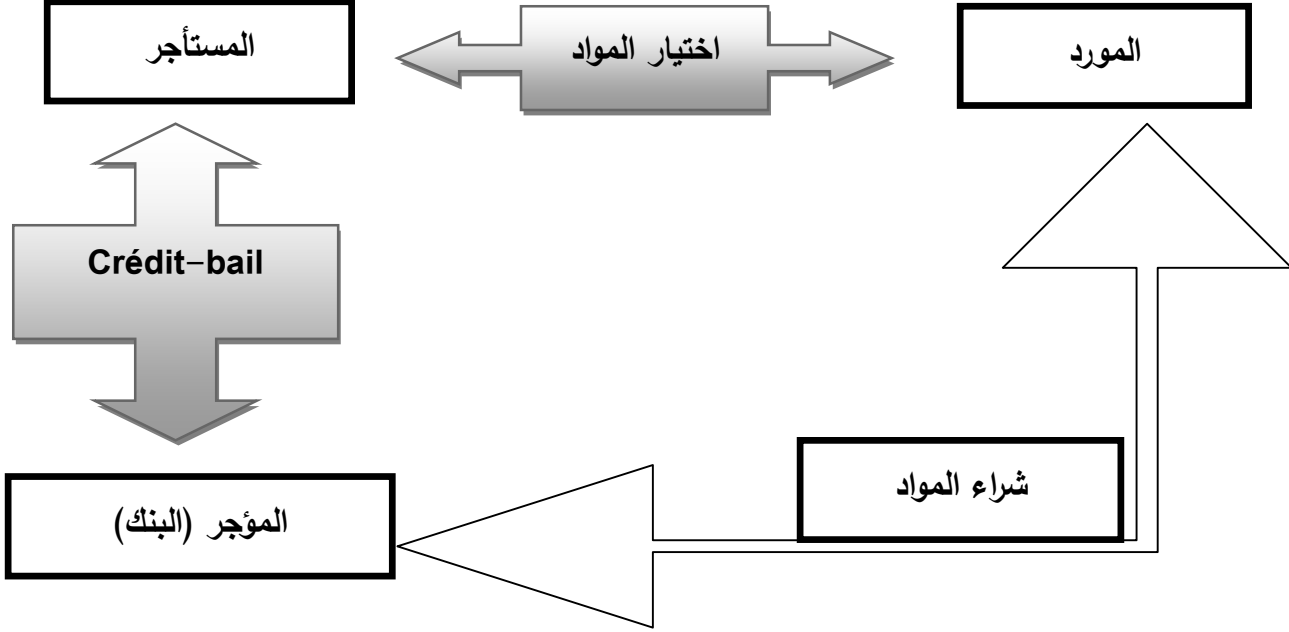 المورد
اختيار المواد
المستأجر
Crédit-bail
شراء المواد
المؤجر (البنك)